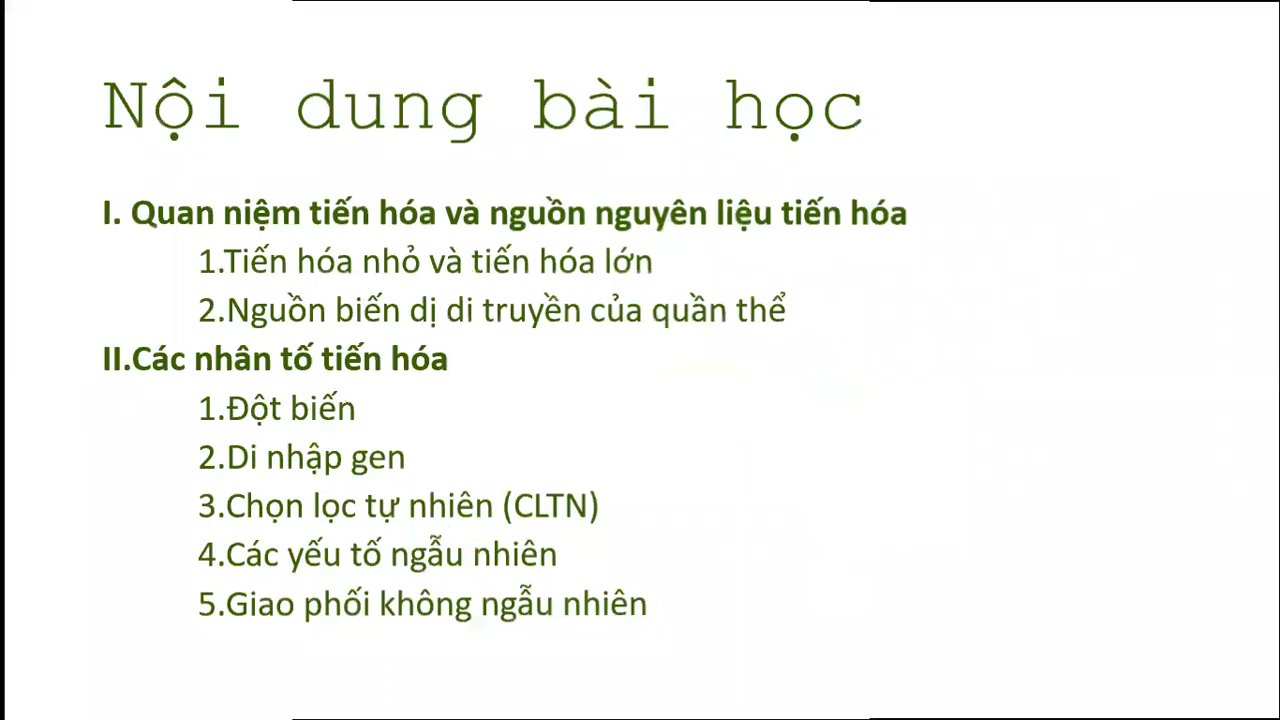 Nội dung bài học
I. Quan niệm tiến hóa và nguồn nguyên liệu tiến hóa
1.Tiến hóa nhỏ và tiến hóa lớn
2.Nguồn biến dị di truyền của quần thể
II.Các nhân tố tiến hóa
1.Đột biến
2.Di nhập gen
3.Chọn lọc tự nhiên (CLTN)
4.Các yếu tố ngẫu nhiên
5.Giao phối không ngẫu nhiên